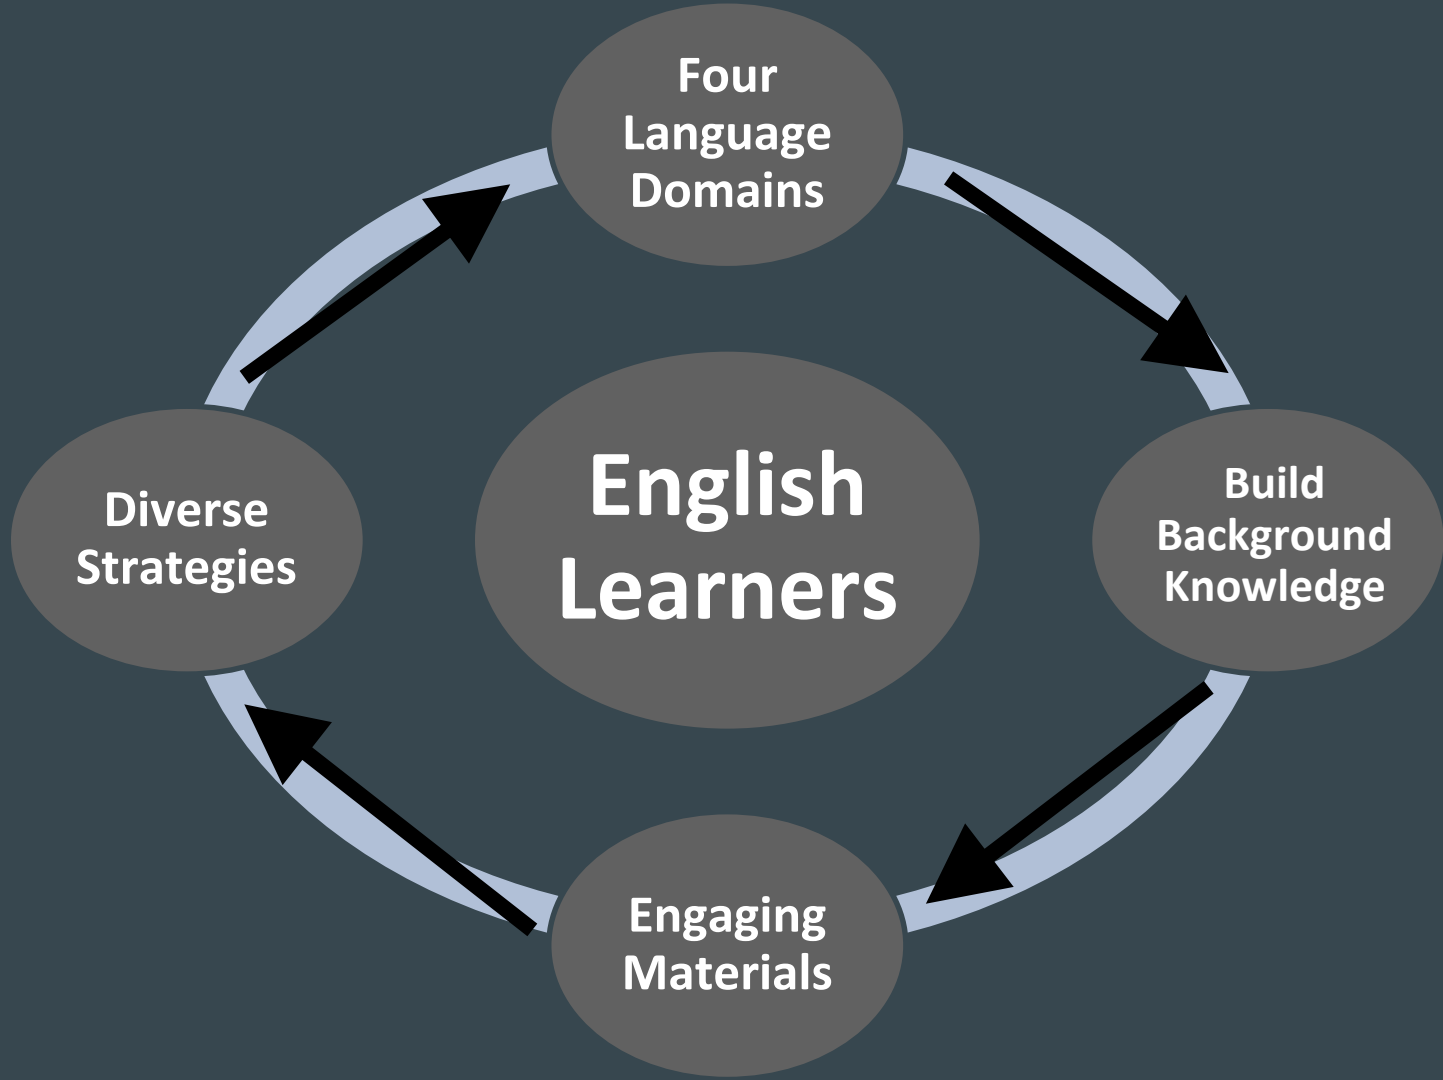 Four
Language
Domains
Build
Background
Knowledge
Engaging
Materials
Diverse
Strategies
English
Learners